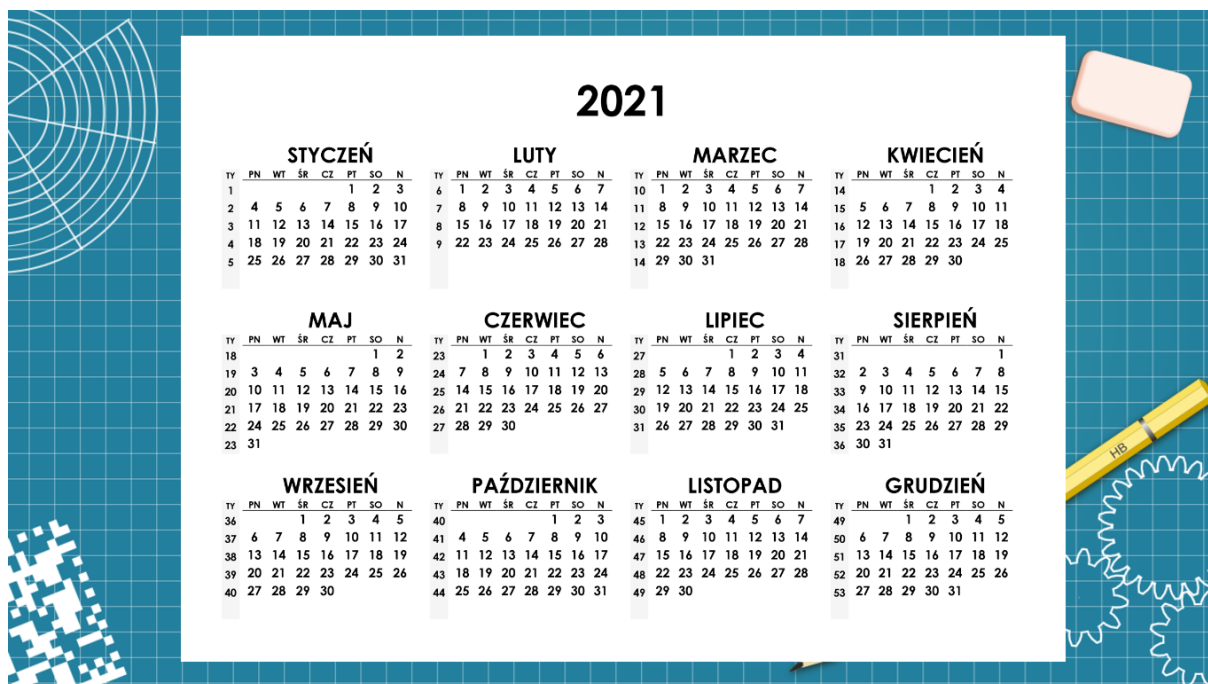 2021
STYCZEŃ LUTY MARZEC KWIECIEŃ
TY PN WT ŚR CZ PT SO N TY PN WT ŚR CZ PT SO N TY PN WT ŚR CZ PT SO N TY PN WT ŚR CZ PT SO N
1 1 2 3 6 1 2 3 4 5 6 7 10 1 2 3 4 5 6 7 14 1 2 3 4
2 4 5 6 7 8 9 10 7 8 9 10 11 12 13 14 11 8 9 10 11 12 13 14 15 5 6 7 8 9 10 11
3 11 12 13 14 15 16 17 8 15 16 17 18 19 20 21 12 15 16 17 18 19 20 21 16 12 13 14 15 16 17 18
4 18 19 20 21 22 23 24 9 22 23 24 25 26 27 28 13 22 23 24 25 26 27 28 17 19 20 21 22 23 24 25
5 25 26 27 28 29 30 31 14 29 30 31 18 26 27 28 29 30
MAJ CZERWIEC LIPIEC SIERPIEŃ
TY PN WT ŚR CZ PT SO N TY PN WT ŚR CZ PT SO N TY PN WT ŚR CZ PT SO N TY PN WT ŚR CZ PT SO N
18 1 2 23 1 2 3 4 5 6 27 1 2 3 4 31 1
19 3 4 5 6 7 8 9 24 7 8 9 10 11 12 13 28 5 6 7 8 9 10 11 32 2 3 4 5 6 7 8
20 10 11 12 13 14 15 16 25 14 15 16 17 18 19 20 29 12 13 14 15 16 17 18 33 9 10 11 12 13 14 15
21 17 18 19 20 21 22 23 26 21 22 23 24 25 26 27 30 19 20 21 22 23 24 25 34 16 17 18 19 20 21 22
22 24 25 26 27 28 29 30 27 28 29 30 31 26 27 28 29 30 31 35 23 24 25 26 27 28 29
23 31 36 30 31
HB
WRZESIEŃ PAŹDZIERNIK LISTOPAD GRUDZIEŃ
TY PN WT ŚR CZ PT SO N TY PN WT ŚR CZ PT SO N TY PN WT ŚR CZ PT SO N TY PN WT ŚR CZ PT SO N
36 1 2 3 4 5 40 1 2 3 45 1 2 3 4 5 6 7 49 1 2 3 4 5
37 6 7 8 9 10 11 12 41 4 5 6 7 8 9 10 46 8 9 10 11 12 13 14 50 6 7 8 9 10 11 12
38 13 14 15 16 17 18 19 42 11 12 13 14 15 16 17 47 15 16 17 18 19 20 21 51 13 14 15 16 17 18 19
39 20 21 22 23 24 25 26 43 18 19 20 21 22 23 24 48 22 23 24 25 26 27 28 52 20 21 22 23 24 25 26
40 27 28 29 30 44 25 26 27 28 29 30 31 49 29 30 53 27 28 29 30 31